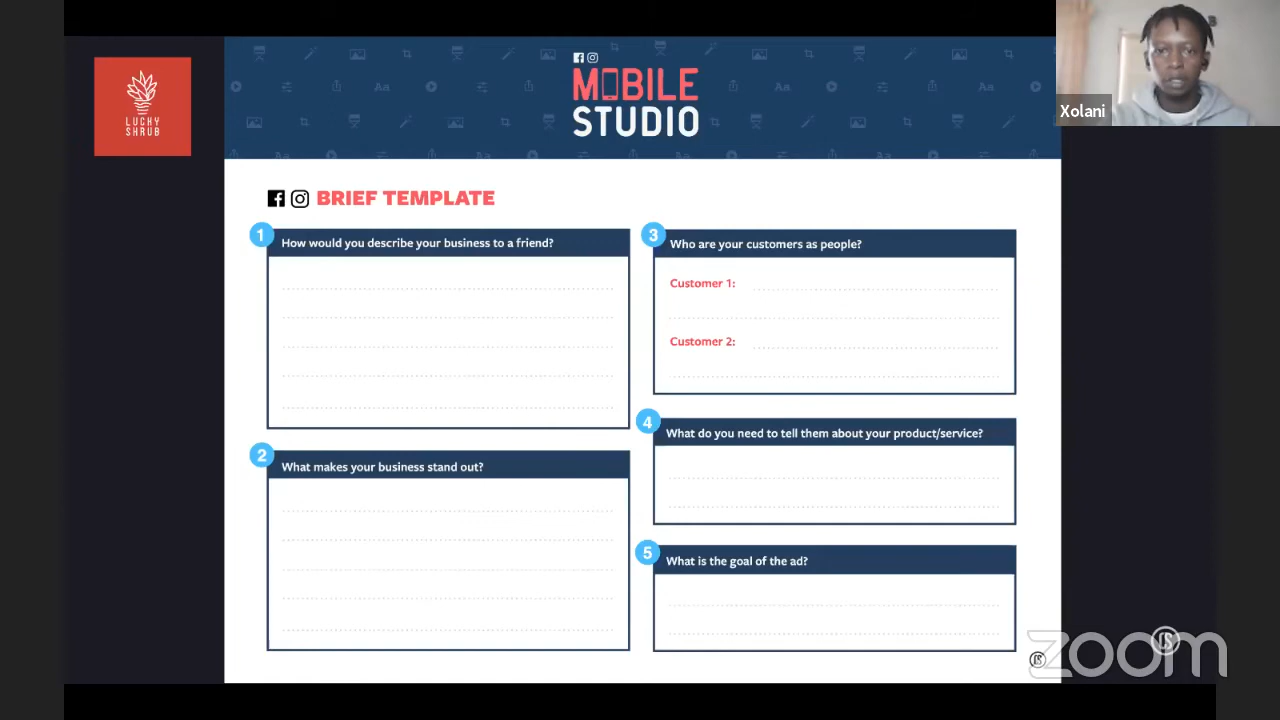 LUCKY
SHRUB
MOBILE
STUDIO
Xolani
BRIEF TEMPLATE
1
How would you describe your business to a friend?
2
What makes your business stand out?
3
Who are your customers as people?
Customer 1:
Customer 2:
4
What do you need to tell them about your product/service?
5
What is the goal of the ad?
zoom